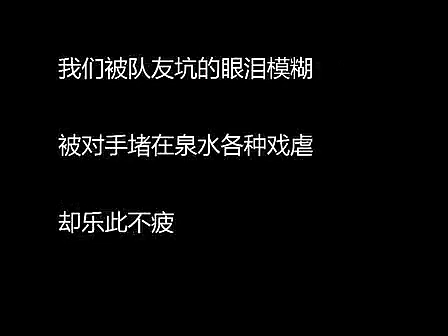 我们被队友坑的眼泪模糊
被对手堵在泉水各种戏虐
却乐此不疲